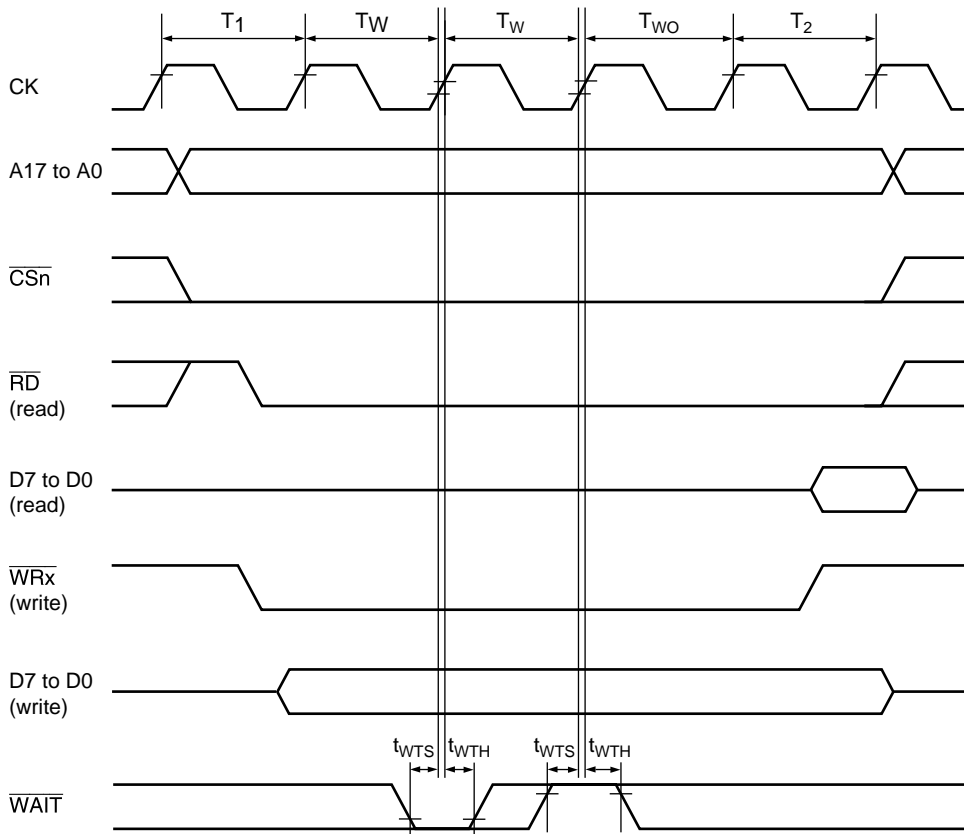 T1 TW TW TWO T2
CK
A17 to A0
CSn
RD
(read)
D7 to D0
(read)
WRx
(write)
D7 to D0
(write)
tWTS tWTH tWTS tWTH
WAIT